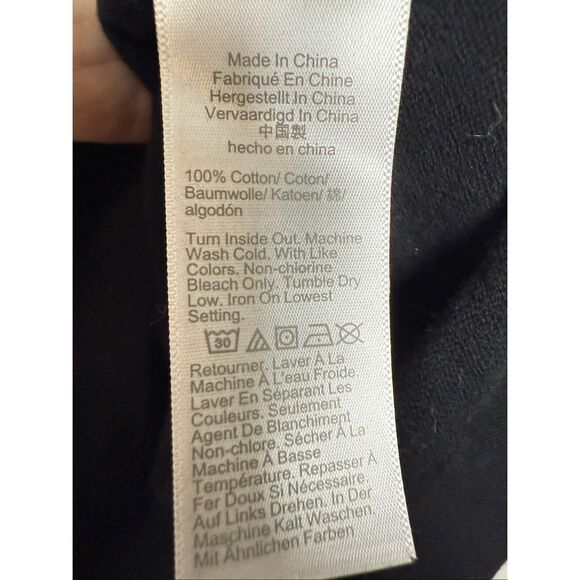 Made In China
Fabriqué En Chine
Hergestellt In China
Vervaardigd In China
中国製
hecho en china
100% Cotton/ Coton/
Baumwolle/ Katoen/ 綿/
algodón
Turn Inside Out. Machine
Wash Cold. With Like
Colors. Non-chlorine
Bleach Only. Tumble Dry
Low. Iron On Lowest
Setting.
30
Retourner. Laver À La
Machine À L'eau Froide
Laver En Séparant Les
Couleurs. Seulement
Agent De Blanchiment
Non-chlore. Sécher À La
Machine À Basse
Température. Repasser À
Fer Doux Si Nécessaire.
Auf Links Drehen. In Der
Maschine Kalt Waschen.
Mit Ähnlichen Farben